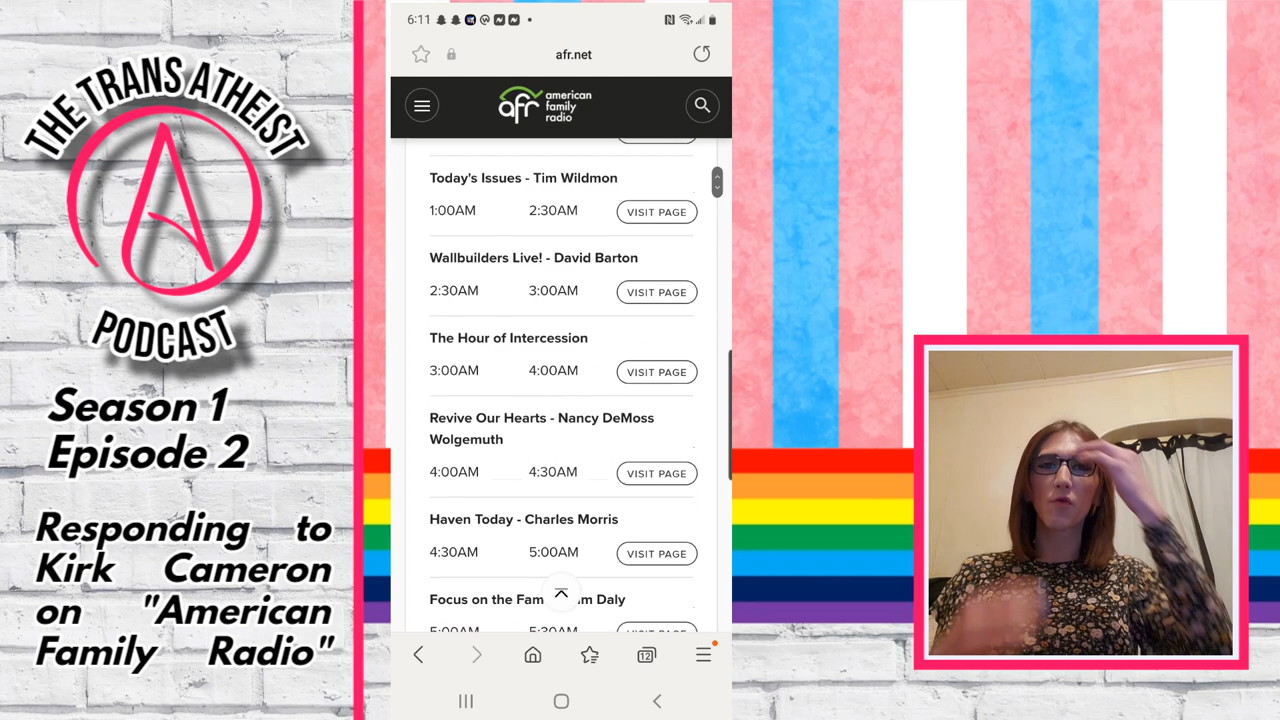 THE TRANS ATHEIST
PODCAST
Season 1
Episode 2
Responding to
Kirk Cameron
on "American
Family Radio"
6:11
afr.net
afr american
family
radio
Today's Issues - Tim Wildmon
1:00AM 2:30AM VISIT PAGE
Wallbuilders Live! - David Barton
2:30AM 3:00AM VISIT PAGE
The Hour of Intercession
3:00AM 4:00AM VISIT PAGE
Revive Our Hearts - Nancy DeMoss
Wolgemuth
4:00AM 4:30AM VISIT PAGE
Haven Today - Charles Morris
4:30AM 5:00AM VISIT PAGE
Focus on the Fam m Daly
5:00AM 5:30AM
12